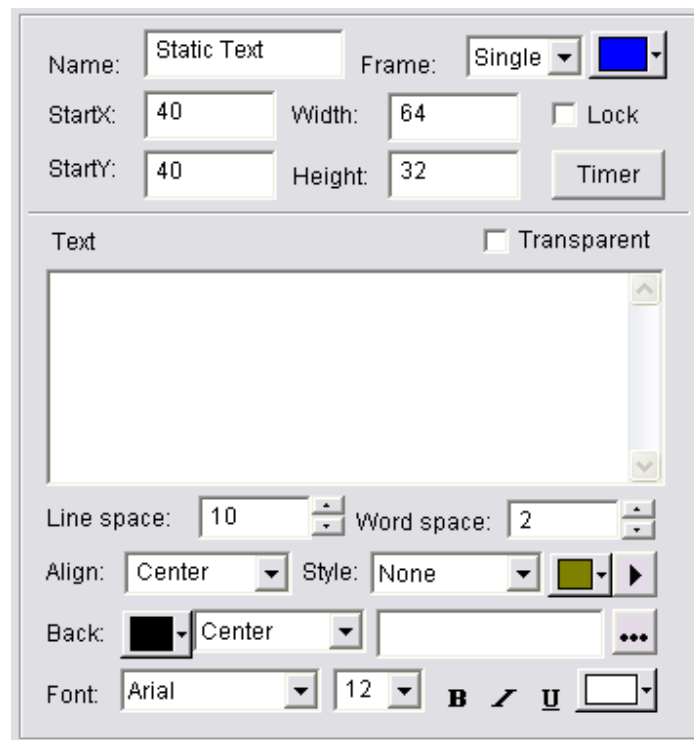 Name: Static Text Frame: Single
StartX: 40 Width: 64 Lock
StartY: 40 Height: 32 Timer
Text Transparent
Line space: 10 Word space: 2
Align: Center Style: None
Back: Center •••
Font: Arial 12 B I U